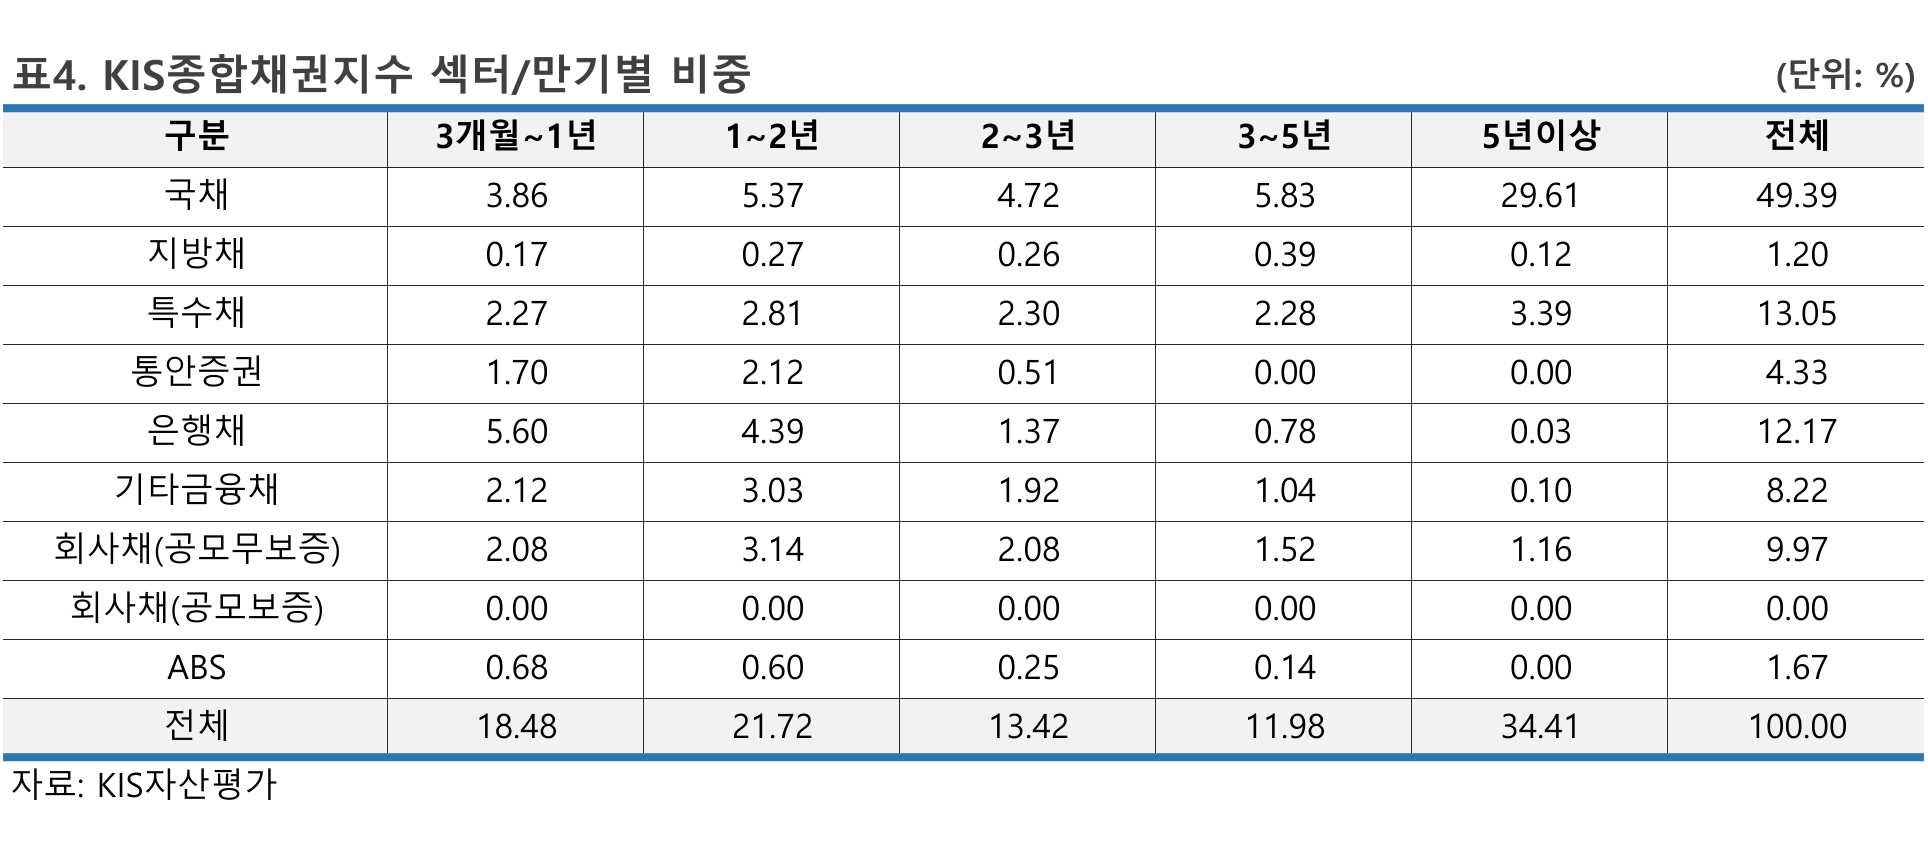 표4. KIS종합채권지수 섹터/만기별 비중 (단위: %)
구분 3개월~1년 1~2년 2~3년 3~5년 5년이상 전체
국채 3.86 5.37 4.72 5.83 29.61 49.39
지방채 0.17 0.27 0.26 0.39 0.12 1.20
특수채 2.27 2.81 2.30 2.28 3.39 13.05
통안증권 1.70 2.12 0.51 0.00 0.00 4.33
은행채 5.60 4.39 1.37 0.78 0.03 12.17
기타금융채 2.12 3.03 1.92 1.04 0.10 8.22
회사채(공모무보증) 2.08 3.14 2.08 1.52 1.16 9.97
회사채(공모보증) 0.00 0.00 0.00 0.00 0.00 0.00
ABS 0.68 0.60 0.25 0.14 0.00 1.67
전체 18.48 21.72 13.42 11.98 34.41 100.00
자료: KIS자산평가